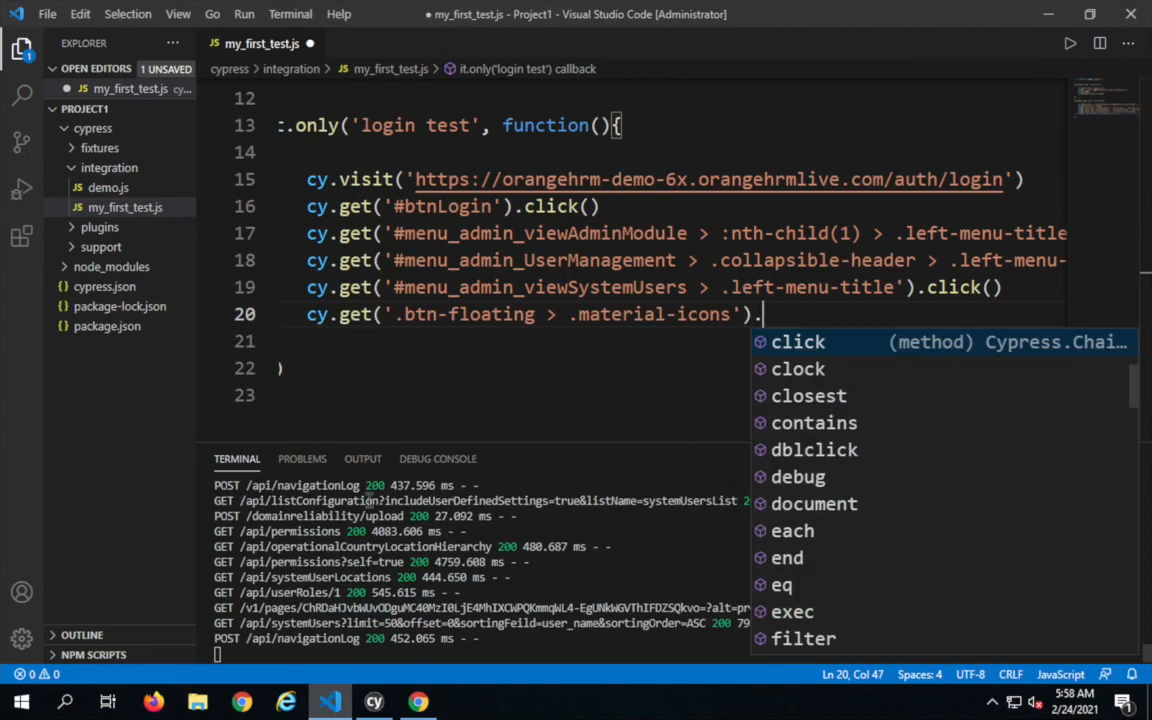 File Edit Selection View Go Run Terminal Help
● my_first_test.js - Project1 - Visual Studio Code [Administrator]
EXPLORER ···
JS my_first_test.js ●
OPEN EDITORS 1 UNSAVED
cypress > integration > JS my_first_test.js > it.only('login test') callback
● JS my_first_test.js cy...
PROJECT1
cypress
fixtures
integration
JS demo.js
JS my_first_test.js
plugins
support
node_modules
{} cypress.json
{} package-lock.json
{} package.json
OUTLINE
NPM SCRIPTS
12
13 t.only('login test', function(){
14
15 cy.visit('https://orangehrm-demo-6x.orangehrmlive.com/auth/login')
16 cy.get('#btnLogin').click()
17 cy.get('#menu_admin_viewAdminModule > :nth-child(1) > .left-menu-title
18 cy.get('#menu_admin_UserManagement > .collapsible-header > .left-menu-
19 cy.get('#menu_admin_viewSystemUsers > .left-menu-title').click()
20 cy.get('.btn-floating > .material-icons').
21
22 )
23
click (method) Cypress.Chai...
clock
closest
contains
dblclick
debug
document
each
end
eq
exec
filter
TERMINAL PROBLEMS OUTPUT DEBUG CONSOLE
POST /api/navigationLog 200 437.596 ms - -
GET /api/listConfiguration?includeUserDefinedSettings=true&listName=systemUsersList 2
POST /domainreliability/upload 200 27.092 ms - -
GET /api/permissions 200 4083.606 ms - -
GET /api/operationalCountryLocationHierarchy 200 480.687 ms - -
GET /api/permissions?self=true 200 4759.608 ms - -
GET /api/systemUserLocations 200 444.650 ms - -
GET /api/userRoles/1 200 545.615 ms - -
GET /v1/pages/
GET /api/systemUsers?limit=50&offset=0&sortingFeild=user_name&sortingOrder=ASC 200 79
POST /api/navigationLog 200 452.065 ms - -
0 0 Ln 20, Col 47 Spaces: 4 UTF-8 CRLF JavaScript
cy
5:58 AM
2/24/2021
1